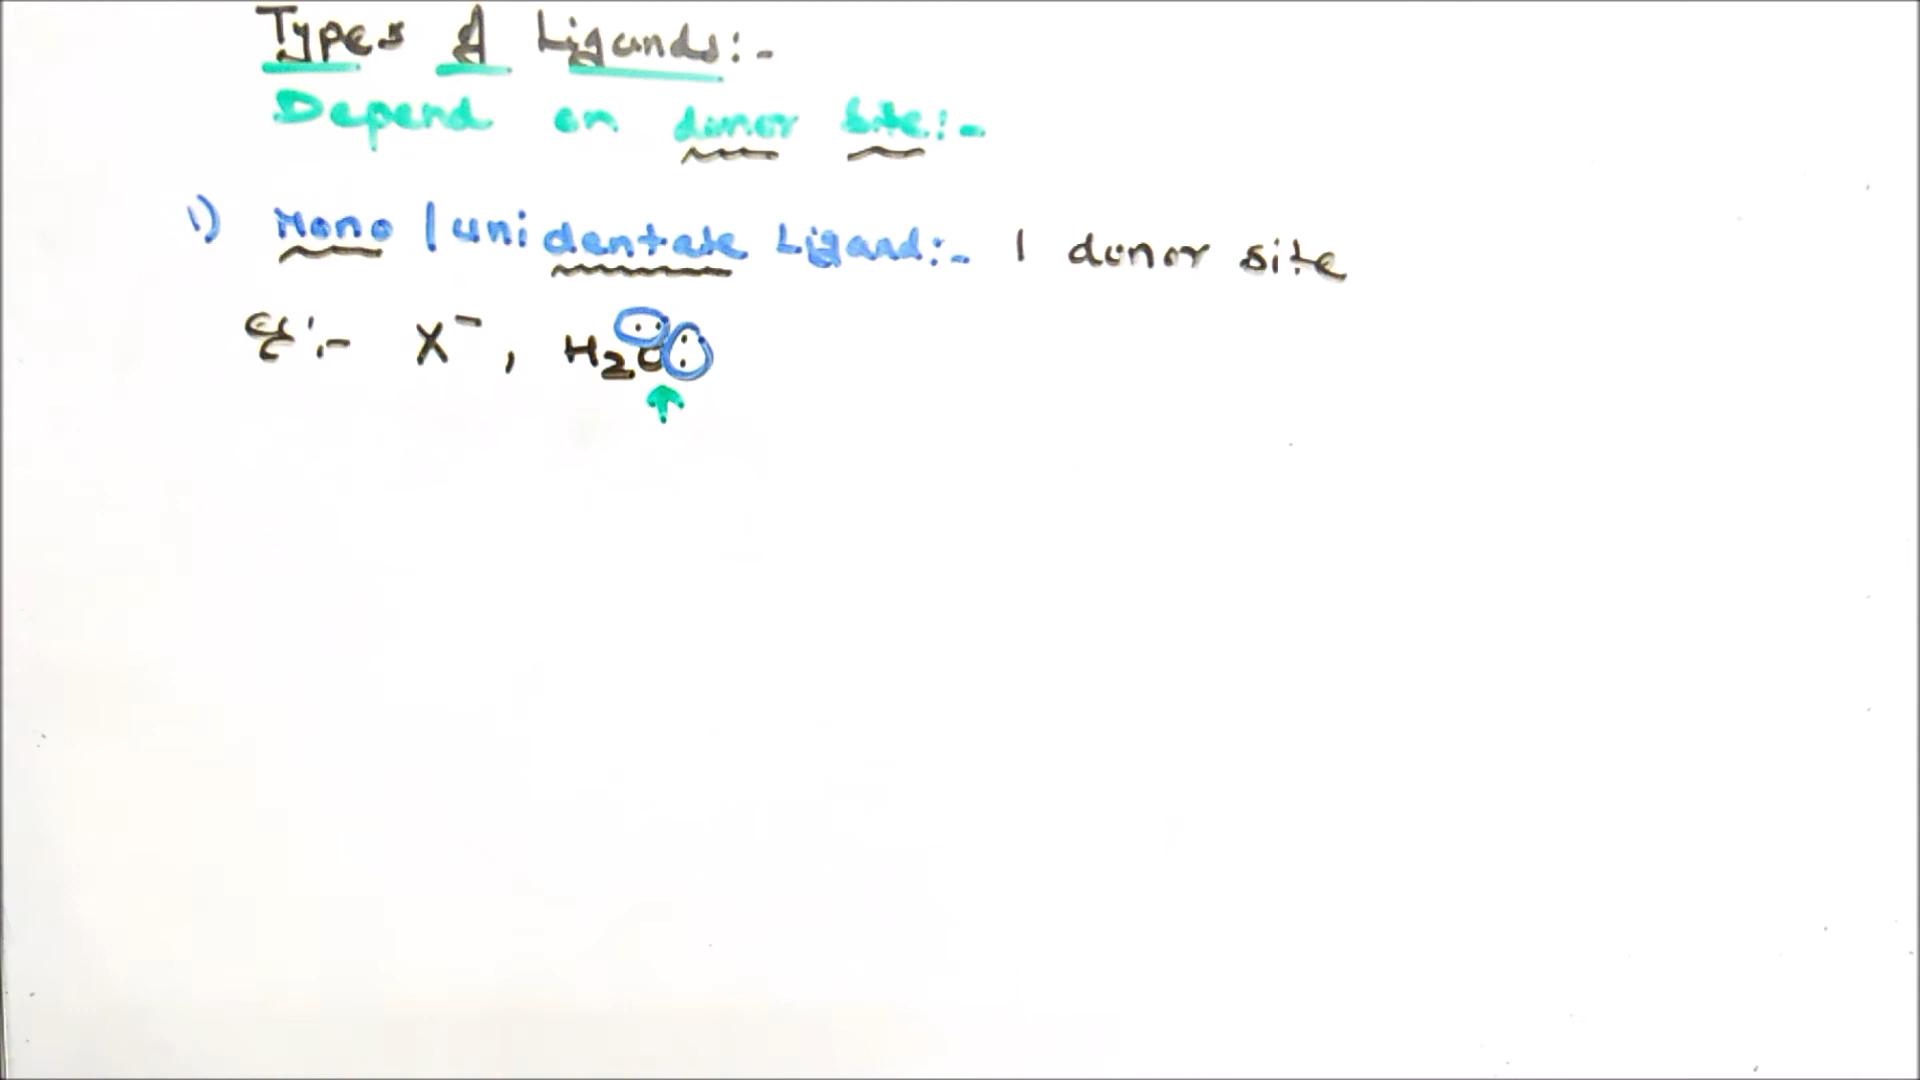 Types of Ligands:-
Depend on donor site:-
1) Mono/unidentate Ligand:- 1 donor site
eg:- X⁻, H₂O